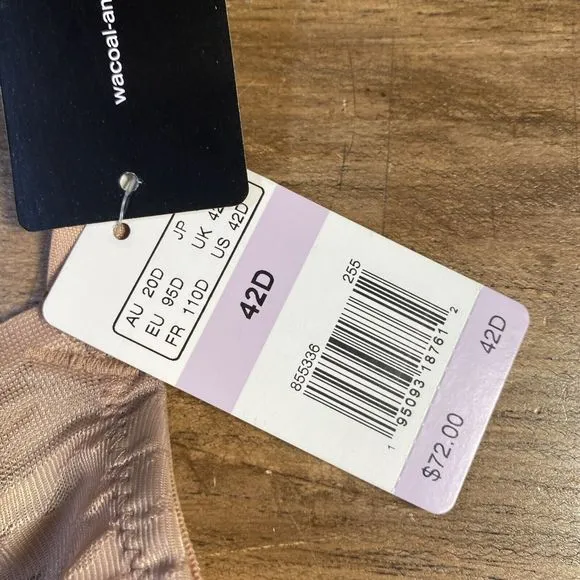 wacoal-an
AU 20D JP
EU 95D UK 42
FR 110D US 42D
42D
855336 255
1 95093 18761 2
42D
$72.00